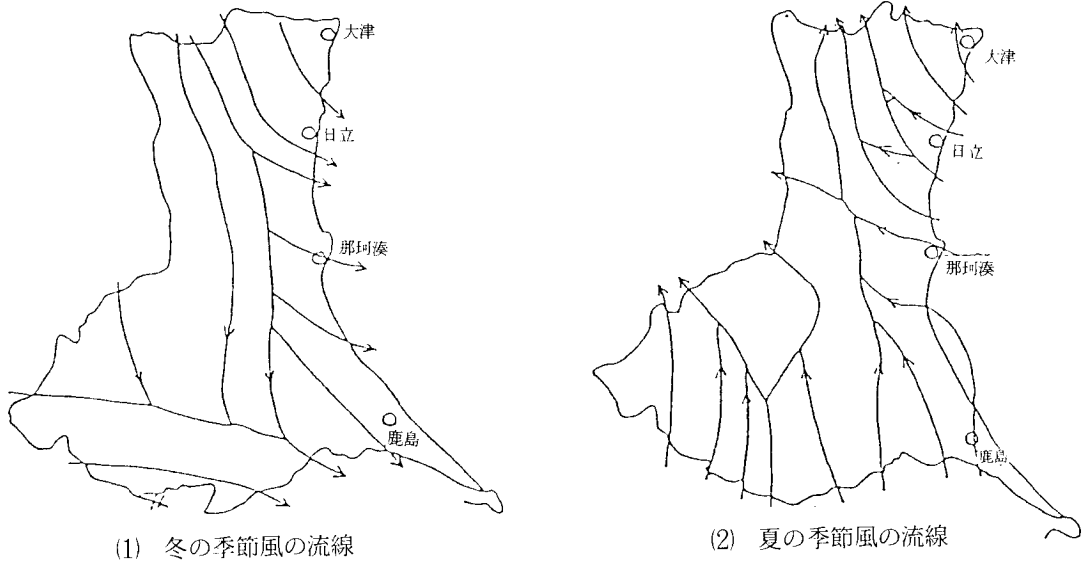 大津
日立
那珂湊
鹿島
(1) 冬の季節風の流線
大津
日立
那珂湊
鹿島
(2) 夏の季節風の流線